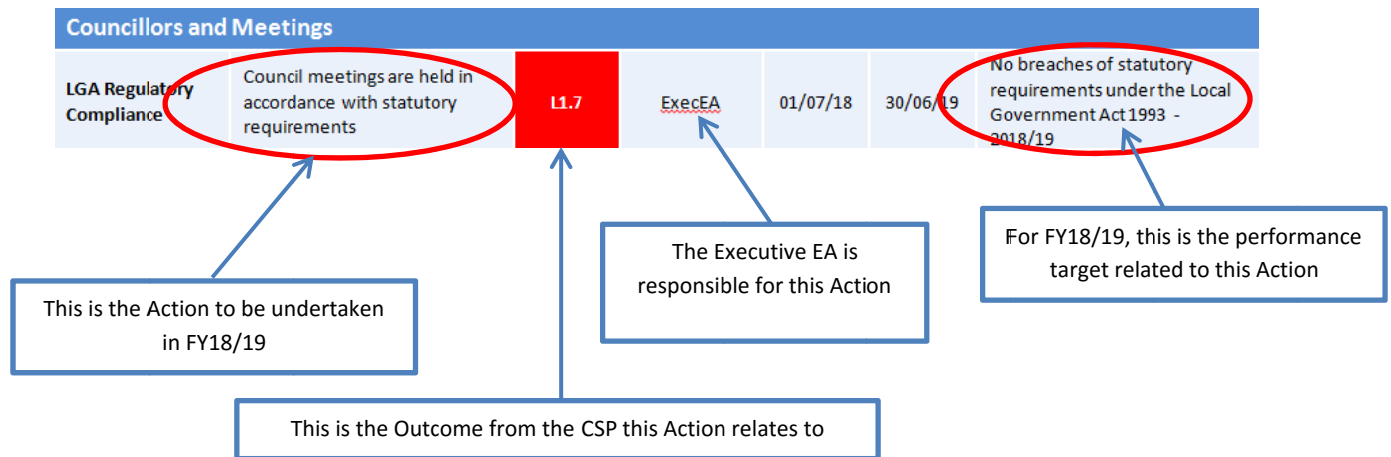 Councillors and Meetings
LGA Regulatory
Compliance
Council meetings are held in
accordance with statutory
requirements
L1.7
ExecEA
01/07/18
30/06/19
No breaches of statutory
requirements under the Local
Government Act 1993 -
2018/19
This is the Action to be undertaken
in FY18/19
The Executive EA is
responsible for this Action
For FY18/19, this is the performance
target related to this Action
This is the Outcome from the CSP this Action relates to